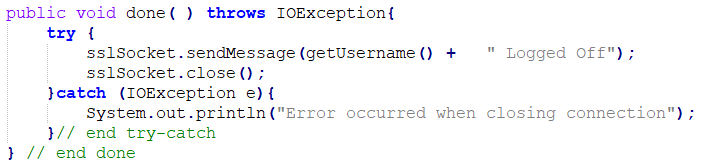 public void done( ) throws IOException{
try {
sslSocket.sendMessage(getUsername() +   " Logged Off");
sslSocket.close();
}catch (IOException e){
System.out.println("Error occurred when closing connection");
}// end try-catch
} // end done